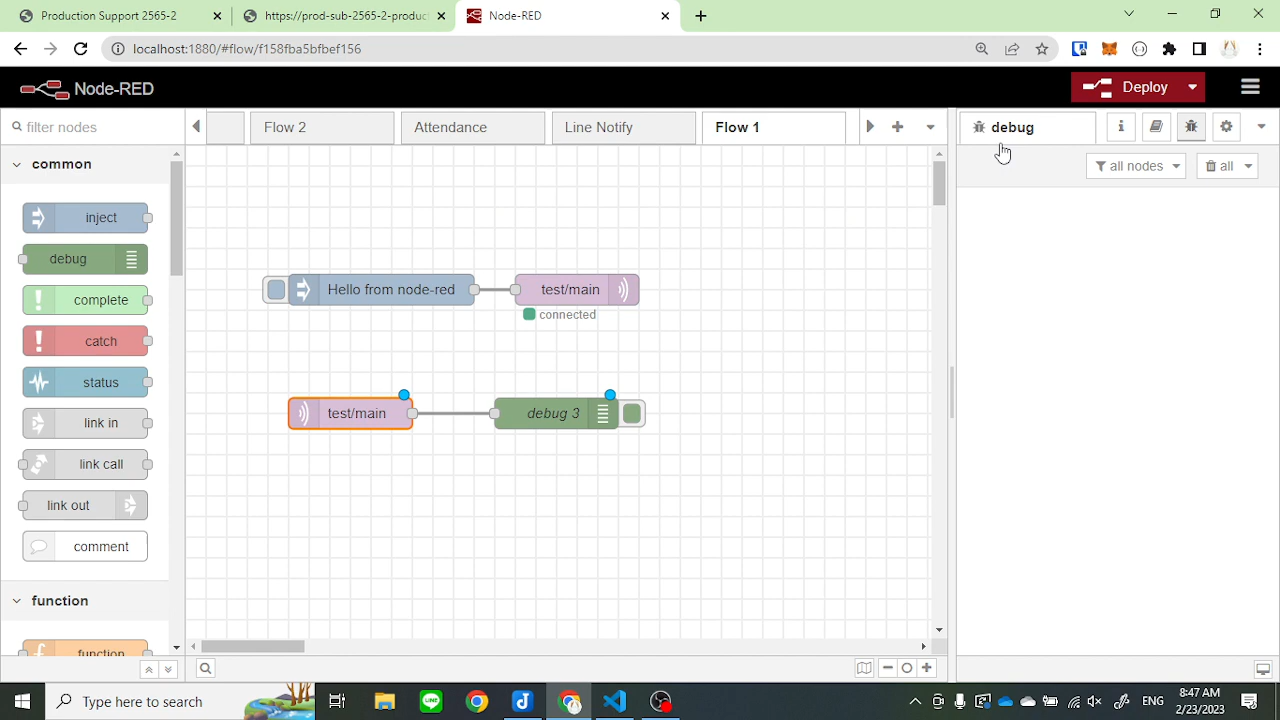 Production Support 2565-2
https://prod-sub-2565-2-produc
Node-RED
localhost:1880/#flow/f158fba5bfbef156
Node-RED
Deploy
filter nodes
Flow 2
Attendance
Line Notify
Flow 1
debug
i
all nodes
all
common
inject
debug
complete
catch
status
link in
link call
link out
comment
function
function
Hello from node-red
test/main
connected
test/main
debug 3
Type here to search
ENG
8:47 AM
2/23/2023